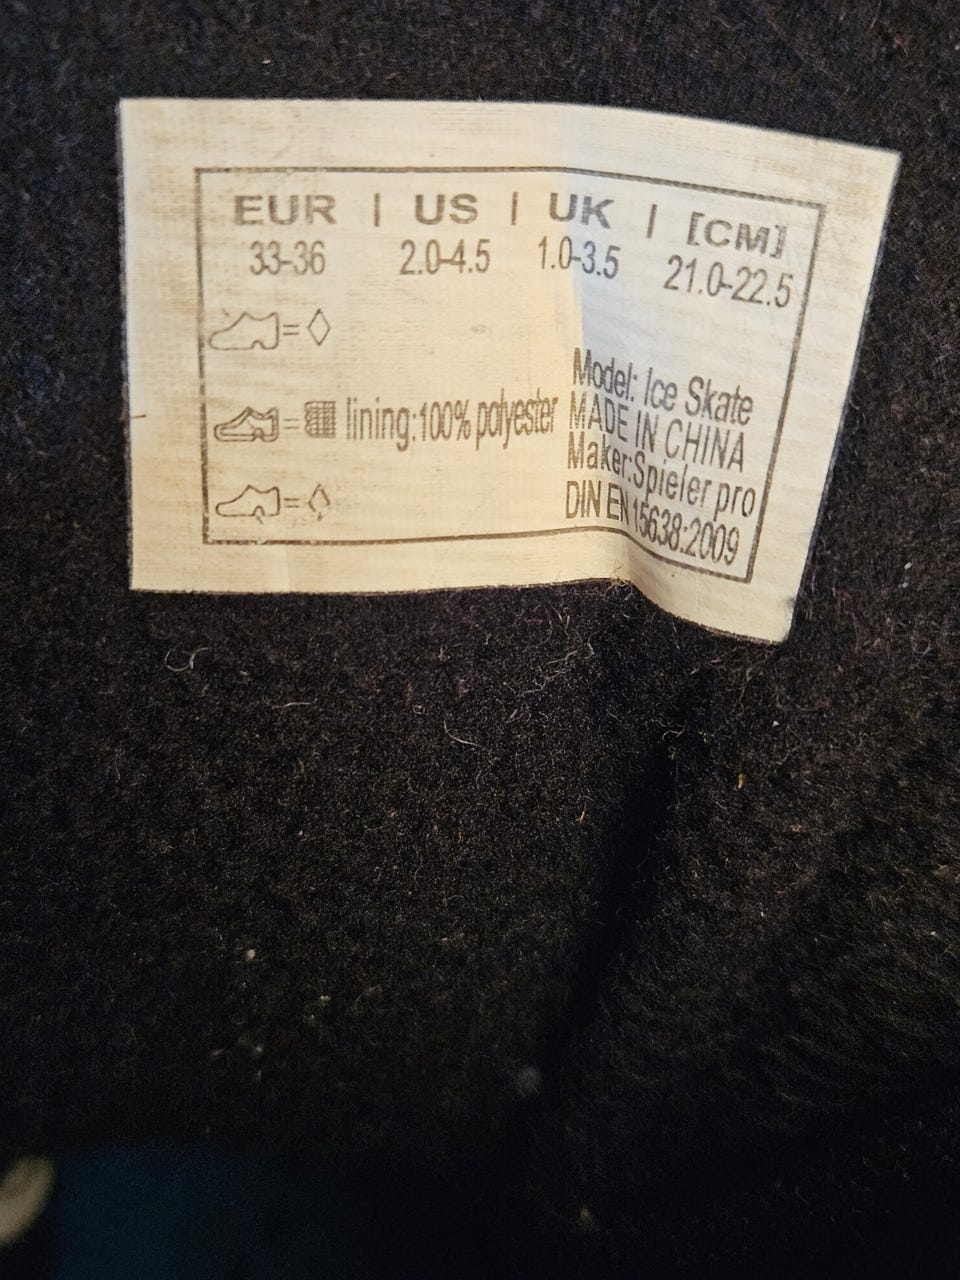 EUR | US | UK | [CM]
33-36 2.0-4.5 1.0-3.5 21.0-22.5
lining:100% polyester
Model: Ice Skate
MADE IN CHINA
Maker:Spieler pro
DIN EN 15638:2009